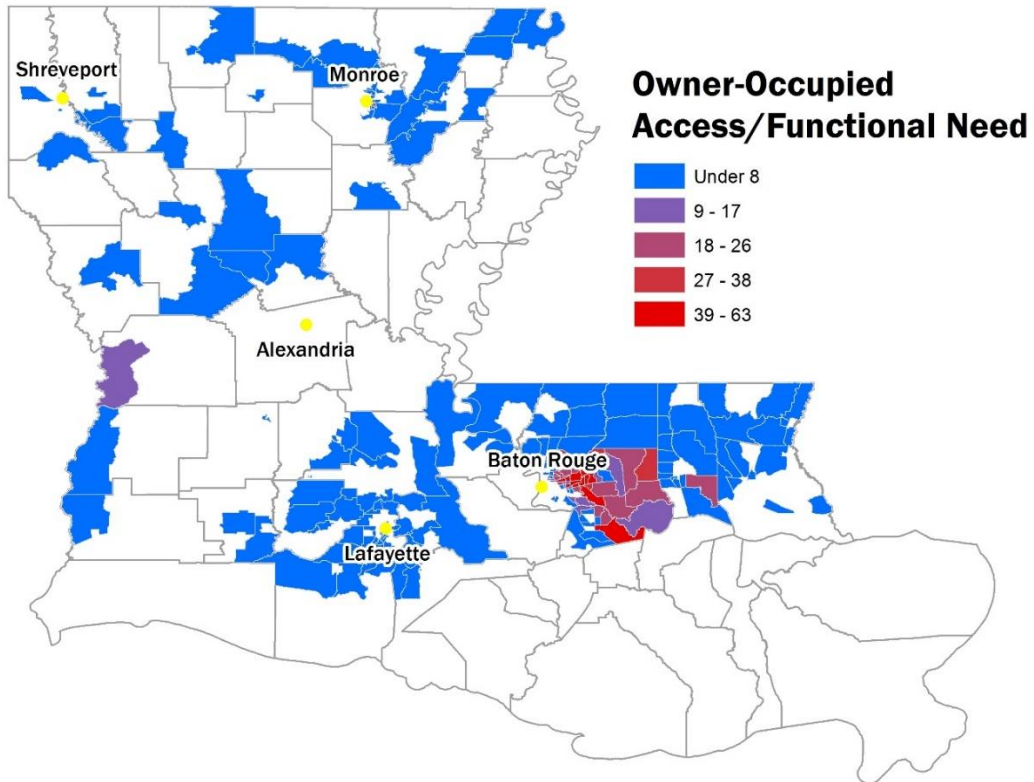 Shreveport
Monroe
Owner-Occupied
Access/Functional Need
Under 8
9 - 17
18 - 26
27 - 38
39 - 63
Alexandria
Baton Rouge
Lafayette